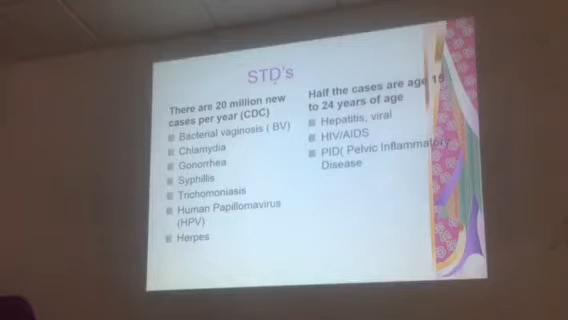 STD's
There are 20 million new
cases per year (CDC)
Bacterial vaginosis ( BV)
Chlamydia
Gonorrhea
Syphillis
Trichomoniasis
Human Papillomavirus
(HPV)
Herpes
Half the cases are age 15
to 24 years of age
Hepatitis, viral
HIV/AIDS
PID( Pelvic Inflammatory
Disease